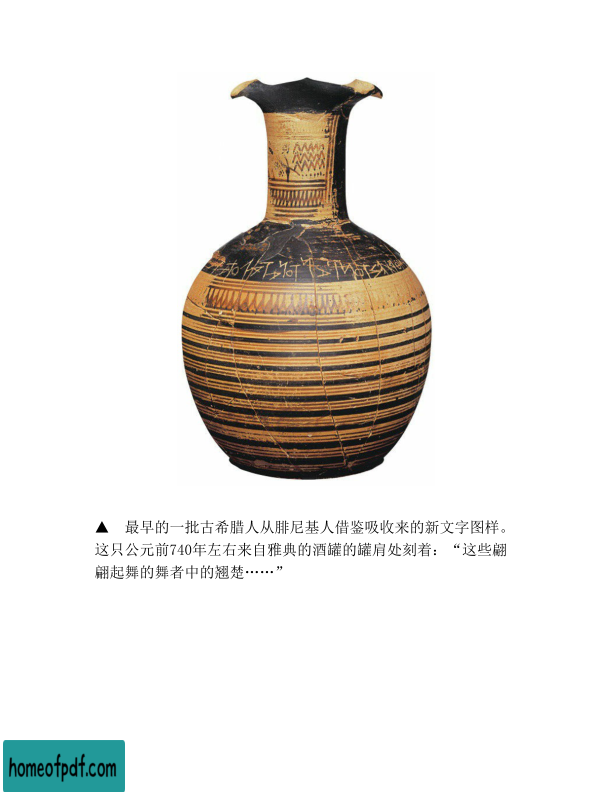 ▲ 最早的一批古希腊人从腓尼基人借鉴吸收来的新文字图样。
这只公元前740年左右来自雅典的酒罐的罐肩处刻着：“这些翩
翩起舞的舞者中的翘楚……”
homeofpdf.com